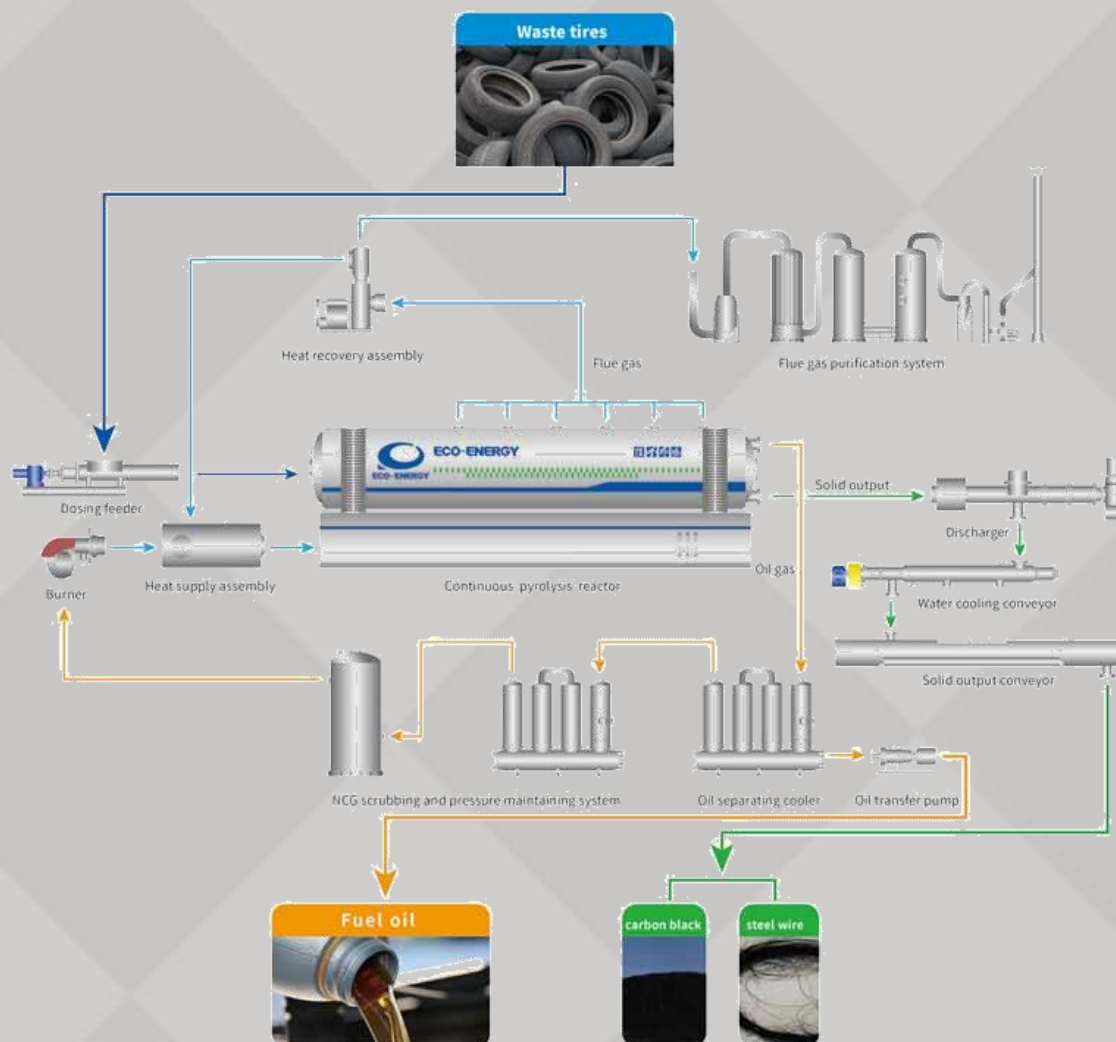 Waste tires
Heat recovery assembly
Flue gas
Flue gas purification system
ECO-ENERGY
ECO-ENERGY
Dosing feeder
Solid output
Discharger
Burner
Heat supply assembly
Continuous pyrolysis reactor
Oil gas
Water cooling conveyor
Solid output conveyor
NCG scrubbing and pressure maintaining system
Oil separating cooler
Oil transfer pump
Fuel oil
carbon black
steel wire